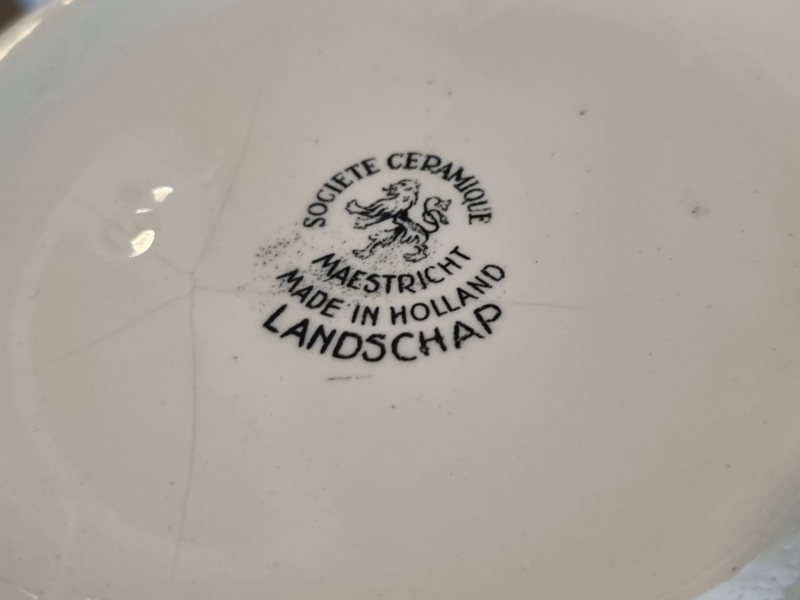 SOCIETE CERAMIQUE
MAESTRICHT
MADE IN HOLLAND
LANDSCHAP